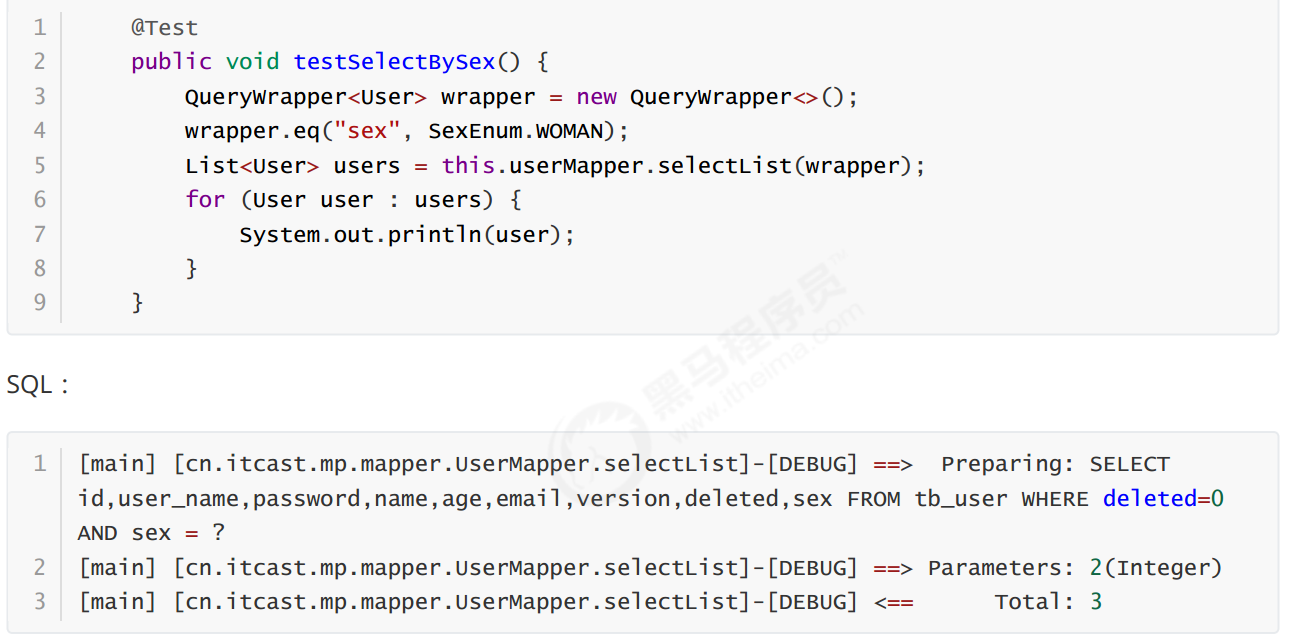 1 @Test
2 public void testSelectBySex() {
3 QueryWrapper<User> wrapper = new QueryWrapper<>();
4 wrapper.eq("sex", SexEnum.WOMAN);
5 List<User> users = this.userMapper.selectList(wrapper);
6 for (User user : users) {
7 System.out.println(user);
8 }
9 }
黑马程序员™
www.itheima.com
SQL：
1 [main] [cn.itcast.mp.mapper.UserMapper.selectList]-[DEBUG] ==>  Preparing: SELECT
id,user_name,password,name,age,email,version,deleted,sex FROM tb_user WHERE deleted=0
AND sex = ?
2 [main] [cn.itcast.mp.mapper.UserMapper.selectList]-[DEBUG] ==> Parameters: 2(Integer)
3 [main] [cn.itcast.mp.mapper.UserMapper.selectList]-[DEBUG] <==      Total: 3